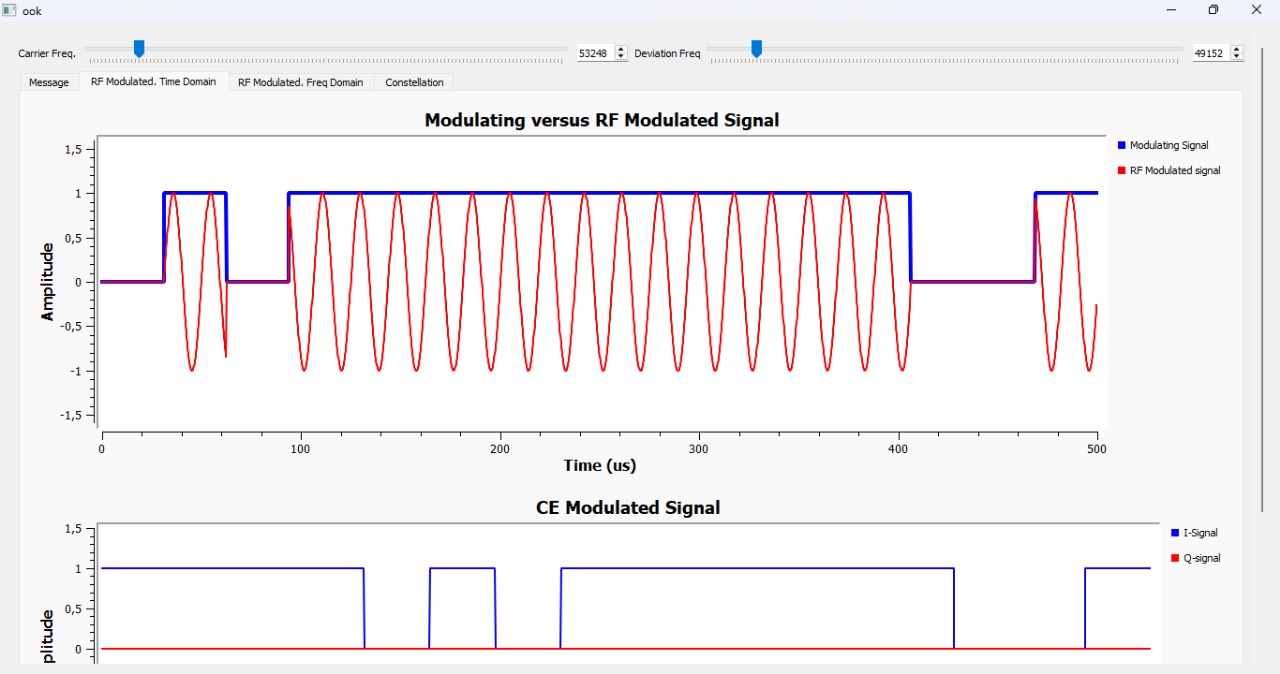 ook
Carrier Freq. 53248 Deviation Freq 49152
Message RF Modulated. Time Domain RF Modulated. Freq Domain Constellation
Modulating versus RF Modulated Signal
Modulating Signal
RF Modulated signal
1,5
1
0,5
0
-0,5
-1
-1,5
Amplitude
0 100 200 300 400 500
Time (us)
CE Modulated Signal
I-Signal
Q-signal
1,5
1
0,5
0
plitude